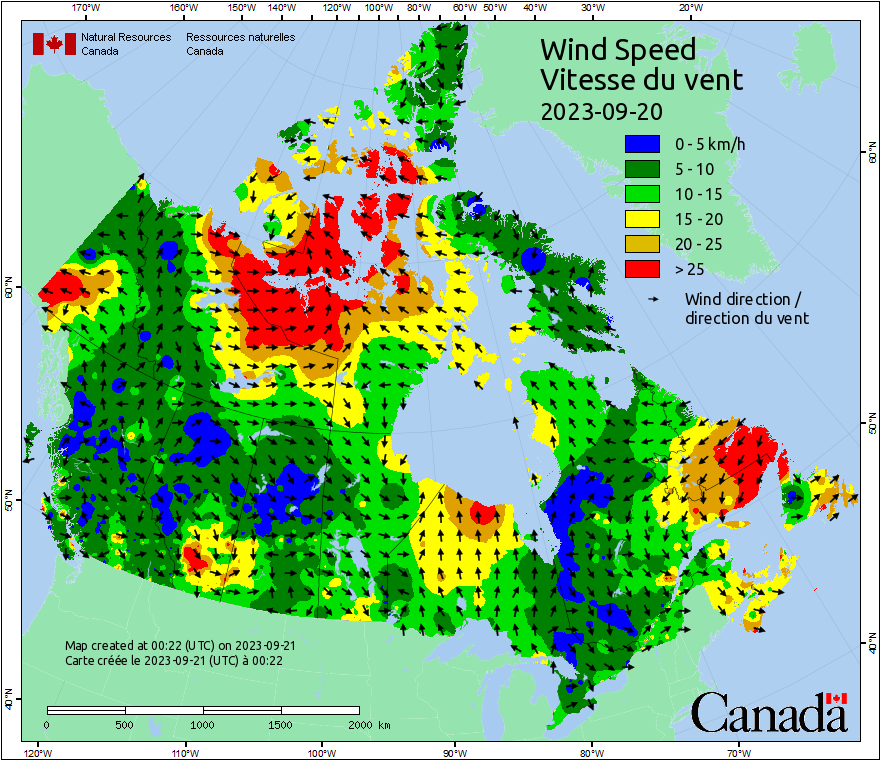 170°W 160°W 150°W 140°W 130°W 120°W 110°W 100°W 80°W 60°W 50°W 40°W 30°W 20°W
Natural Resources Ressources naturelles
Canada Canada
Wind Speed
Vitesse du vent
2023-09-20
0 - 5 km/h
5 - 10
10 - 15
15 - 20
20 - 25
> 25
Wind direction /
direction du vent
60°N
60°N
50°N
50°N
40°N
40°N
Map created at 00:22 (UTC) on 2023-09-21
Carte créée le 2023-09-21 (UTC) à 00:22
0 500 1000 1500 2000 km
Canada
120°W 110°W 100°W 90°W 80°W 70°W